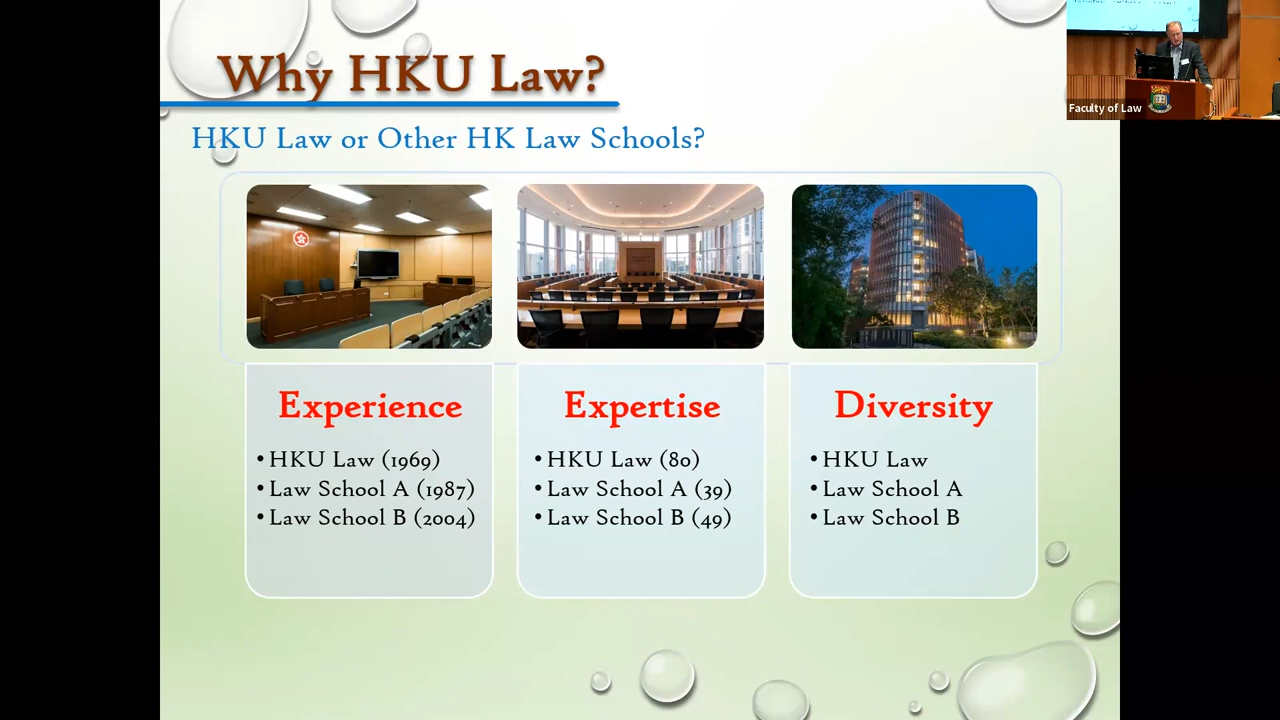 Why HKU Law?
HKU Law or Other HK Law Schools?
Faculty of Law
Experience
• HKU Law (1969)
• Law School A (1987)
• Law School B (2004)
Expertise
• HKU Law (80)
• Law School A (39)
• Law School B (49)
Diversity
• HKU Law
• Law School A
• Law School B